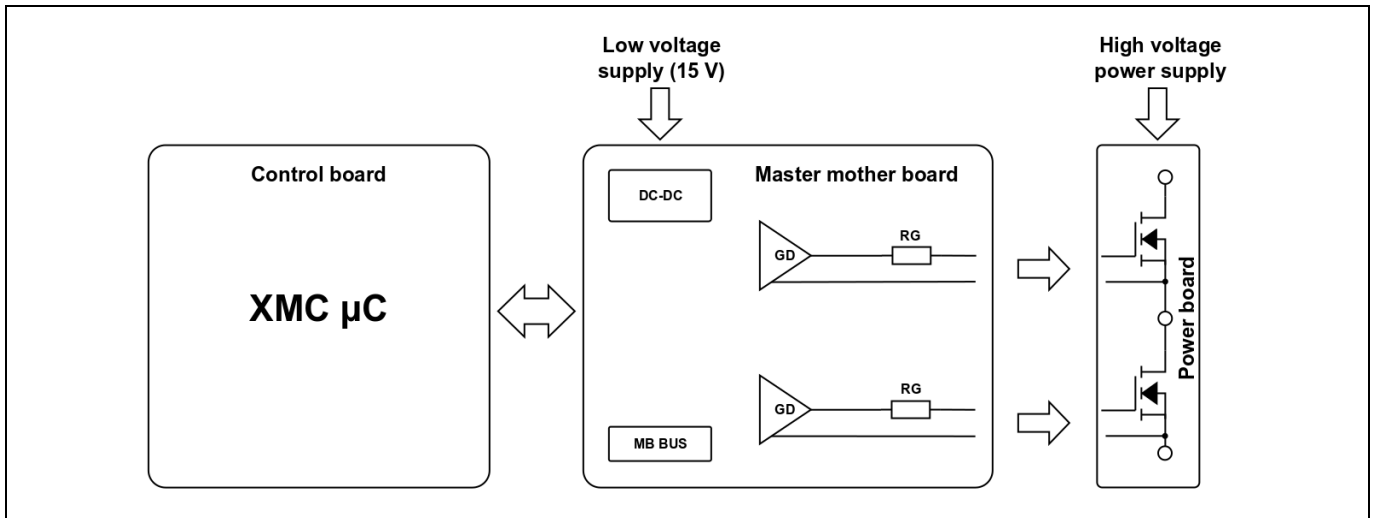 Low voltage
supply (15 V)
High voltage
power supply
Control board
XMC µC
DC-DC
Master mother board
GD
RG
GD
RG
MB BUS
Power board